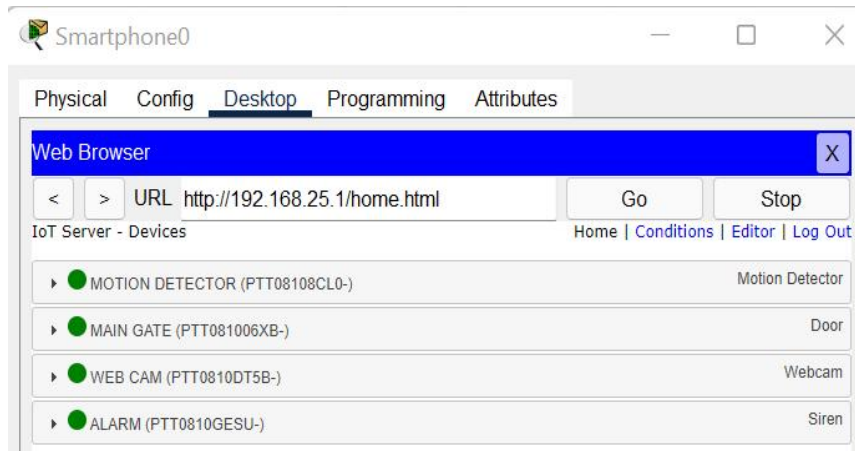 Smartphone0
Physical Config Desktop Programming Attributes
Web Browser X
< > URL http://192.168.25.1/home.html Go Stop
IoT Server - Devices Home | Conditions | Editor | Log Out
MOTION DETECTOR (PTT08108CL0-) Motion Detector
MAIN GATE (PTT081006XB-) Door
WEB CAM (PTT0810DT5B-) Webcam
ALARM (PTT0810GESU-) Siren